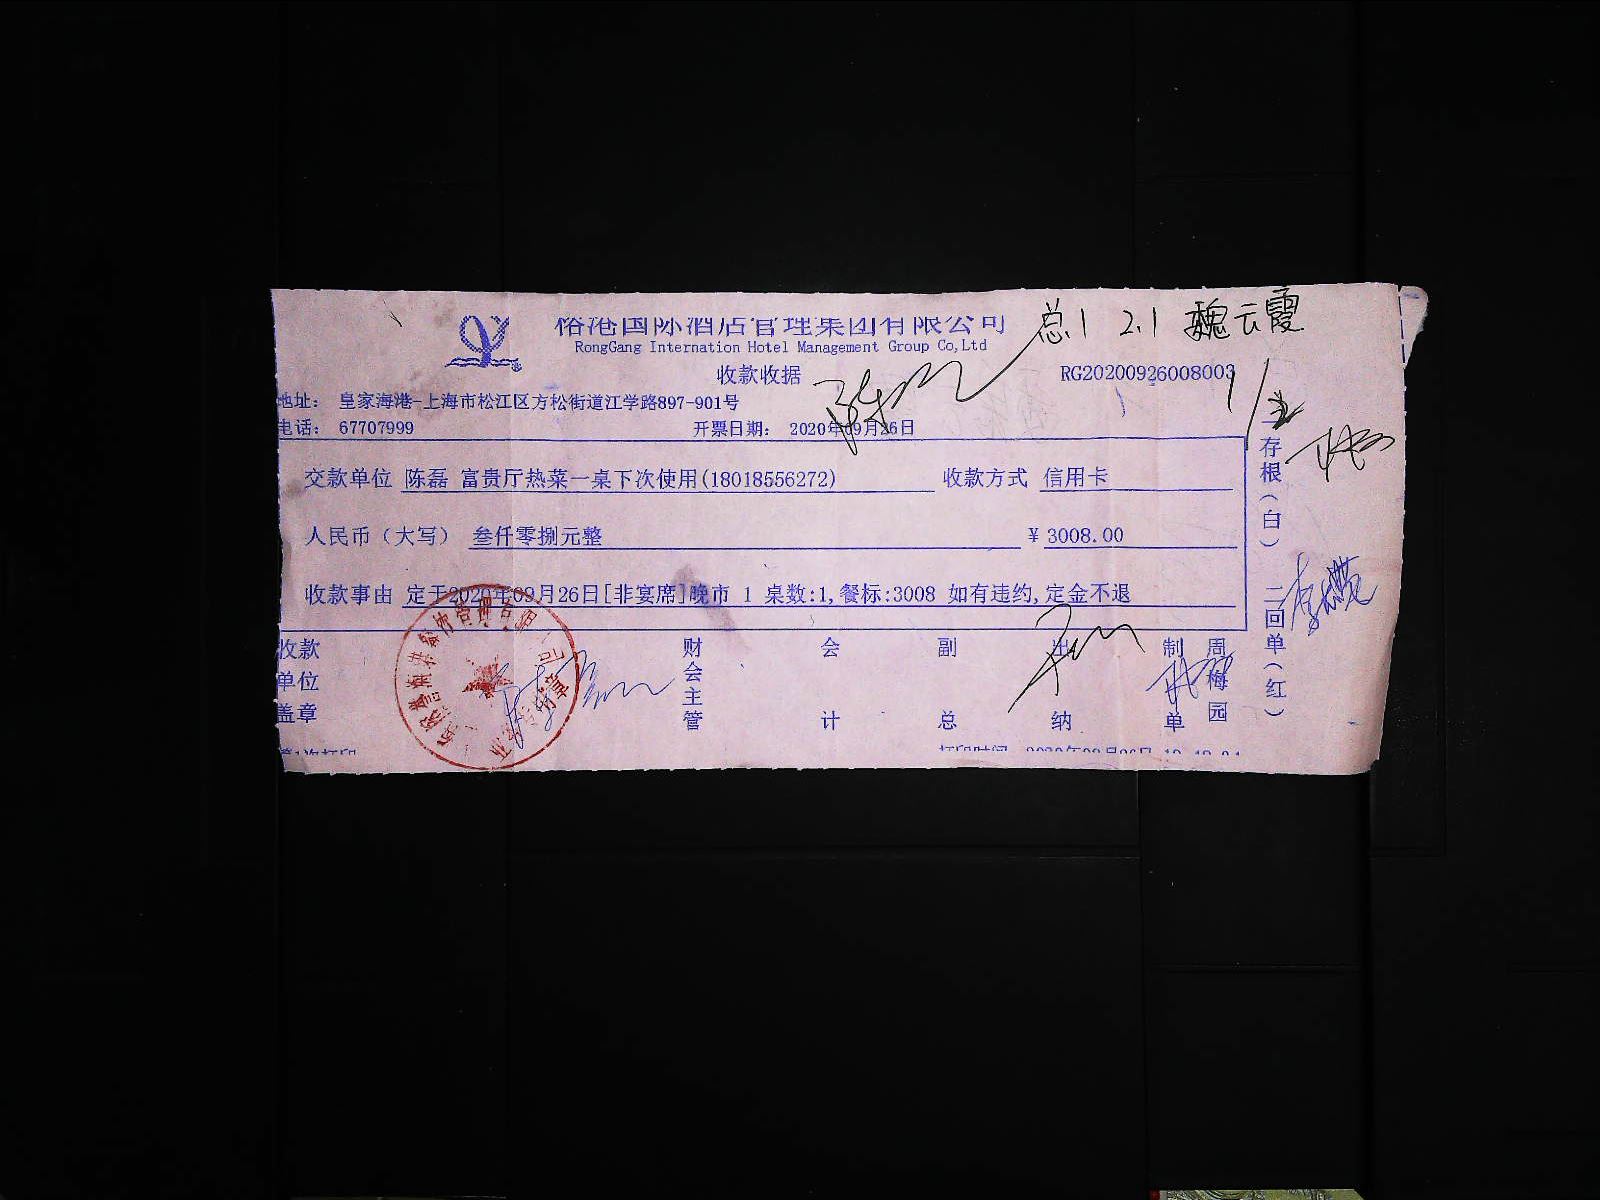 裕港国际酒店管理集团有限公司
总1 2.1 魏云霞
RongGang Internation Hotel Management Group Co,Ltd
收款收据
RG20200926008003
地址： 皇家海港-上海市松江区方松街道江学路897-901号
电话： 67707999
开票日期： 2020年09月26日
交款单位 陈磊 富贵厅热菜一桌下次使用(18018556272) 收款方式 信用卡
人民币（大写） 叁仟零捌元整 ￥3008.00
收款事由 定于2020年09月26日[非宴席]晚市 1 桌数:1,餐标:3008 如有违约,定金不退
收款单位盖章 财会主管 会计 副总 出纳 制单 周梅园
一存根（白） 二回单（红）